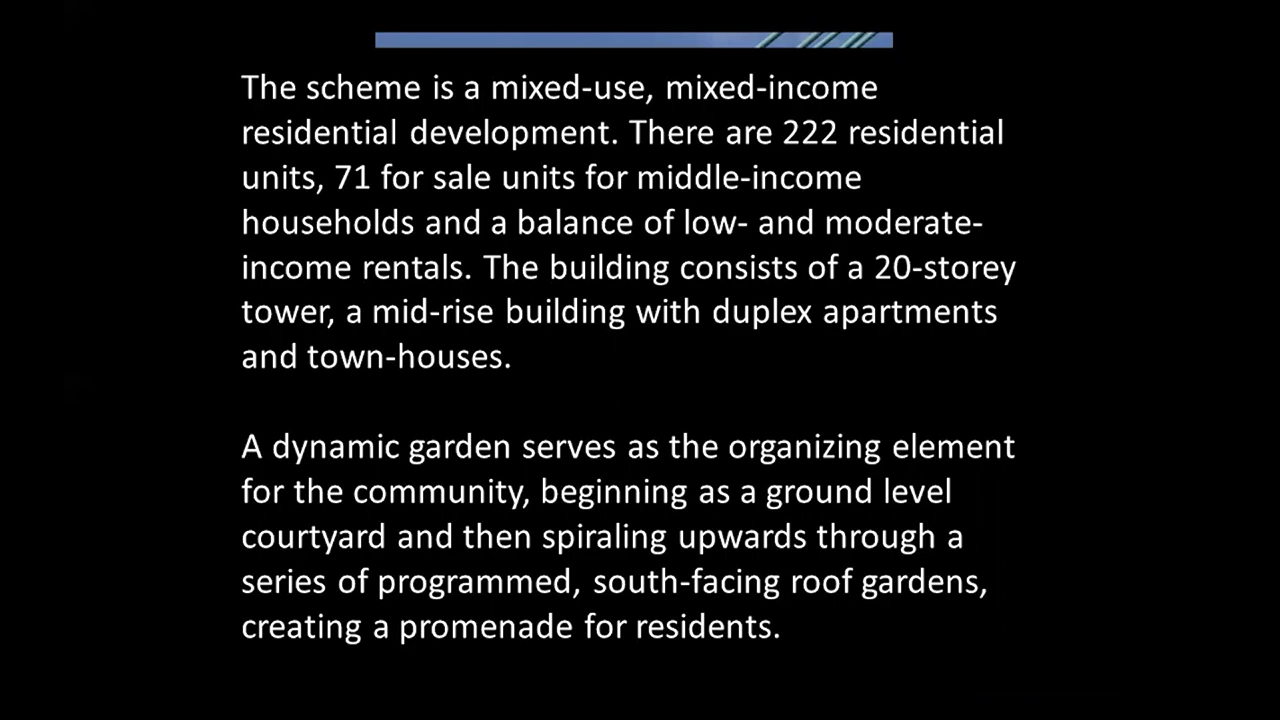 The scheme is a mixed-use, mixed-income
residential development. There are 222 residential
units, 71 for sale units for middle-income
households and a balance of low- and moderate-
income rentals. The building consists of a 20-storey
tower, a mid-rise building with duplex apartments
and town-houses.
A dynamic garden serves as the organizing element
for the community, beginning as a ground level
courtyard and then spiraling upwards through a
series of programmed, south-facing roof gardens,
creating a promenade for residents.